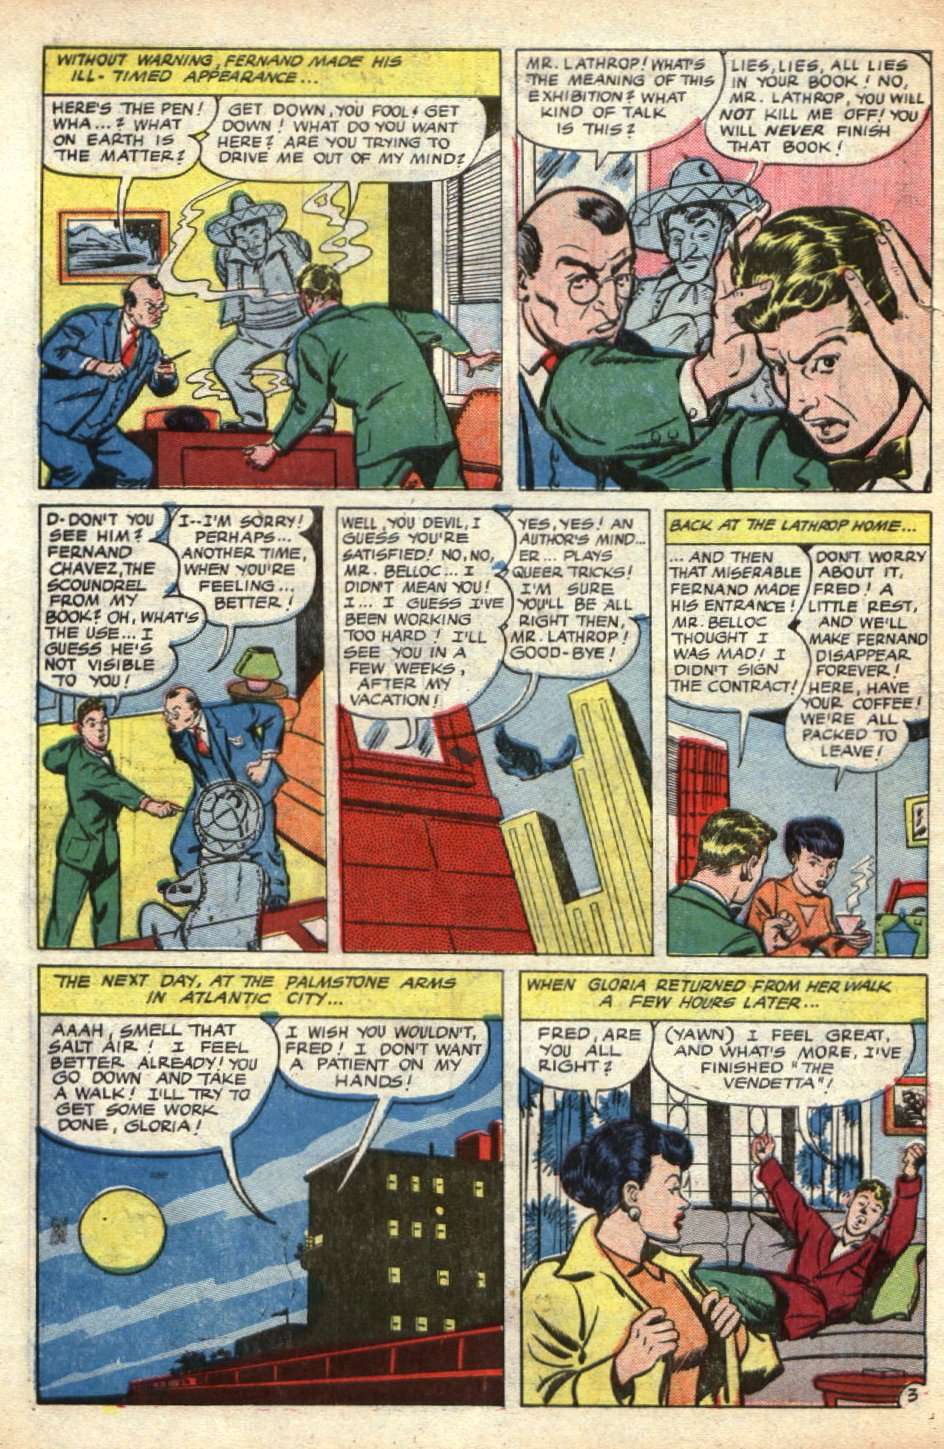 WITHOUT WARNING, FERNAND MADE HIS
ILL-TIMED APPEARANCE...
HERE'S THE PEN!
WHA...? WHAT
ON EARTH IS
THE MATTER?
GET DOWN, YOU FOOL! GET
DOWN! WHAT DO YOU WANT
HERE? ARE YOU TRYING TO
DRIVE ME OUT OF MY MIND?
MR. LATHROP! WHAT'S
THE MEANING OF THIS
EXHIBITION? WHAT
KIND OF TALK
IS THIS?
LIES, LIES, ALL LIES
IN YOUR BOOK! NO,
MR. LATHROP, YOU WILL
NOT KILL ME OFF! YOU
WILL NEVER FINISH
THAT BOOK!
D-DON'T YOU
SEE HIM?
FERNAND
CHAVEZ, THE
SCOUNDREL
FROM MY
BOOK? OH, WHAT'S
THE USE... I
GUESS HE'S
NOT VISIBLE
TO YOU!
I--I'M SORRY!
PERHAPS...
ANOTHER TIME,
WHEN YOU'RE
FEELING...
BETTER!
WELL, YOU DEVIL, I
GUESS YOU'RE
SATISFIED! NO, NO,
MR. BELLOC... I
DIDN'T MEAN YOU!
I... I GUESS I'VE
BEEN WORKING
TOO HARD! I'LL
SEE YOU IN A
FEW WEEKS,
AFTER MY
VACATION!
YES, YES! AN
AUTHOR'S MIND...
ER... PLAYS
QUEER TRICKS!
I'M SURE
YOU'LL BE ALL
RIGHT THEN,
MR. LATHROP!
GOOD-BYE!
BACK AT THE LATHROP HOME...
...AND THEN
THAT MISERABLE
FERNAND MADE
HIS ENTRANCE!
MR. BELLOC
THOUGHT I
WAS MAD! I
DIDN'T SIGN
THE CONTRACT!
DON'T WORRY
ABOUT IT,
FRED! A
LITTLE REST,
AND WE'LL
MAKE FERNAND
DISAPPEAR
FOREVER!
HERE, HAVE
YOUR COFFEE!
WE'RE ALL
PACKED TO
LEAVE!
THE NEXT DAY, AT THE PALMSTONE ARMS
IN ATLANTIC CITY...
AAAH, SMELL THAT
SALT AIR! I FEEL
BETTER ALREADY! YOU
GO DOWN AND TAKE
A WALK! I'LL TRY TO
GET SOME WORK
DONE, GLORIA!
I WISH YOU WOULDN'T,
FRED! I DON'T WANT
A PATIENT ON MY
HANDS!
WHEN GLORIA RETURNED FROM HER WALK
A FEW HOURS LATER...
FRED, ARE
YOU ALL
RIGHT?
(YAWN) I FEEL GREAT,
AND WHAT'S MORE, I'VE
FINISHED "THE
VENDETTA"!
3